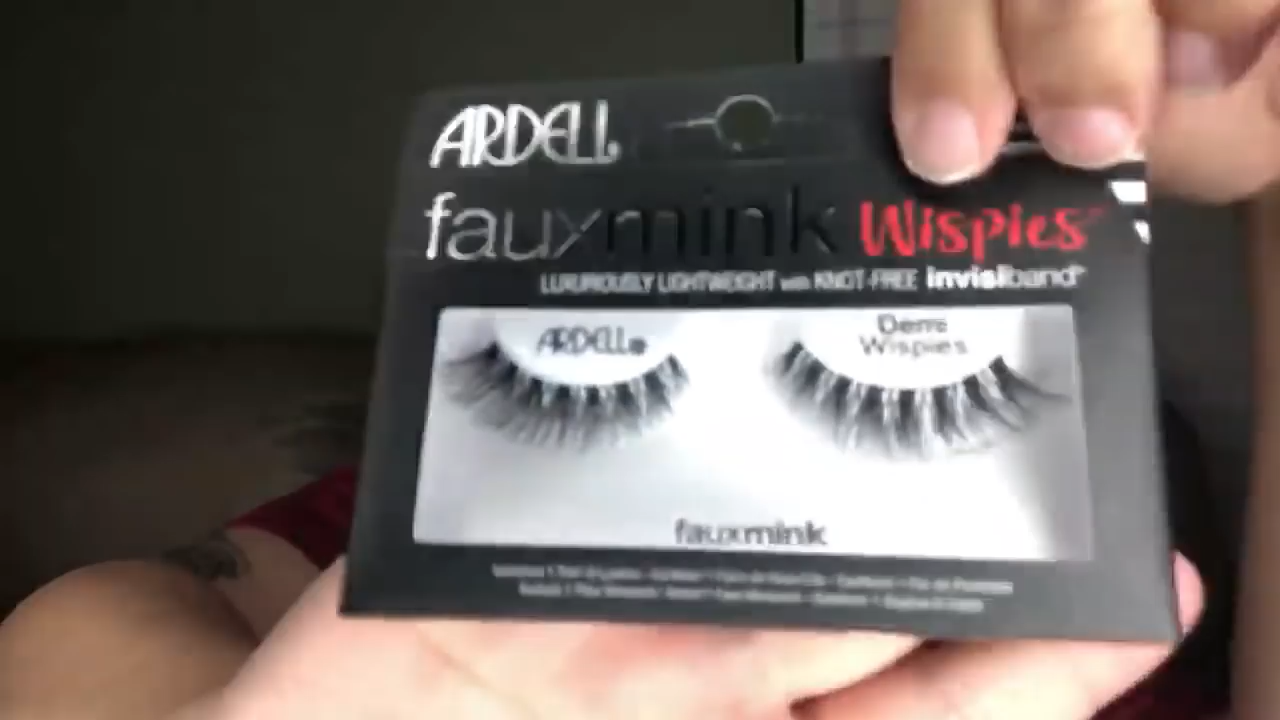 ARDELL
fauxmink Wispies
LUXURIOUSLY LIGHTWEIGHT with KNOT-FREE invisiband
ARDELL
Demi
Wispies
fauxmink